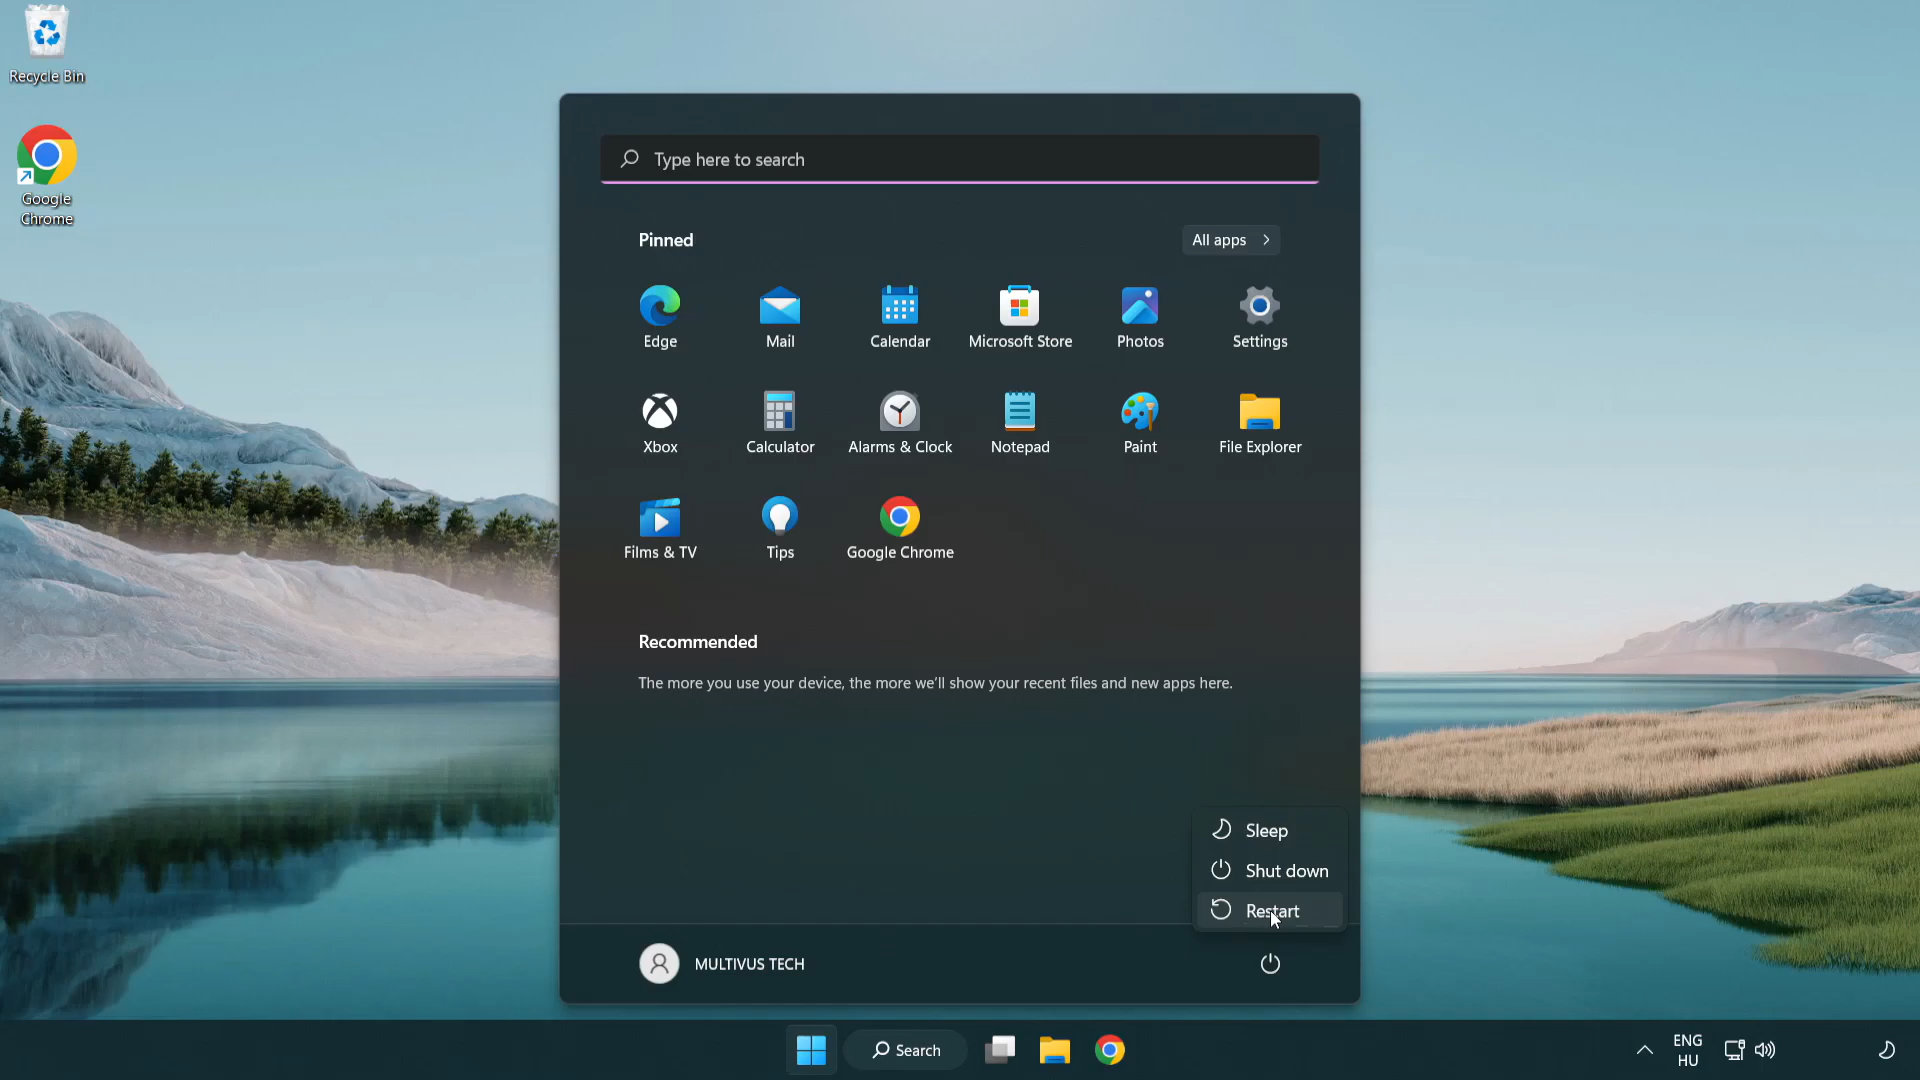 Recycle Bin
Google
Chrome
Type here to search
Pinned
All apps
Edge
Mail
Calendar
Microsoft Store
Photos
Settings
Xbox
Calculator
Alarms & Clock
Notepad
Paint
File Explorer
Films & TV
Tips
Google Chrome
Recommended
The more you use your device, the more we'll show your recent files and new apps here.
Sleep
Shut down
Restart
MULTIVUS TECH
Search
ENG
HU